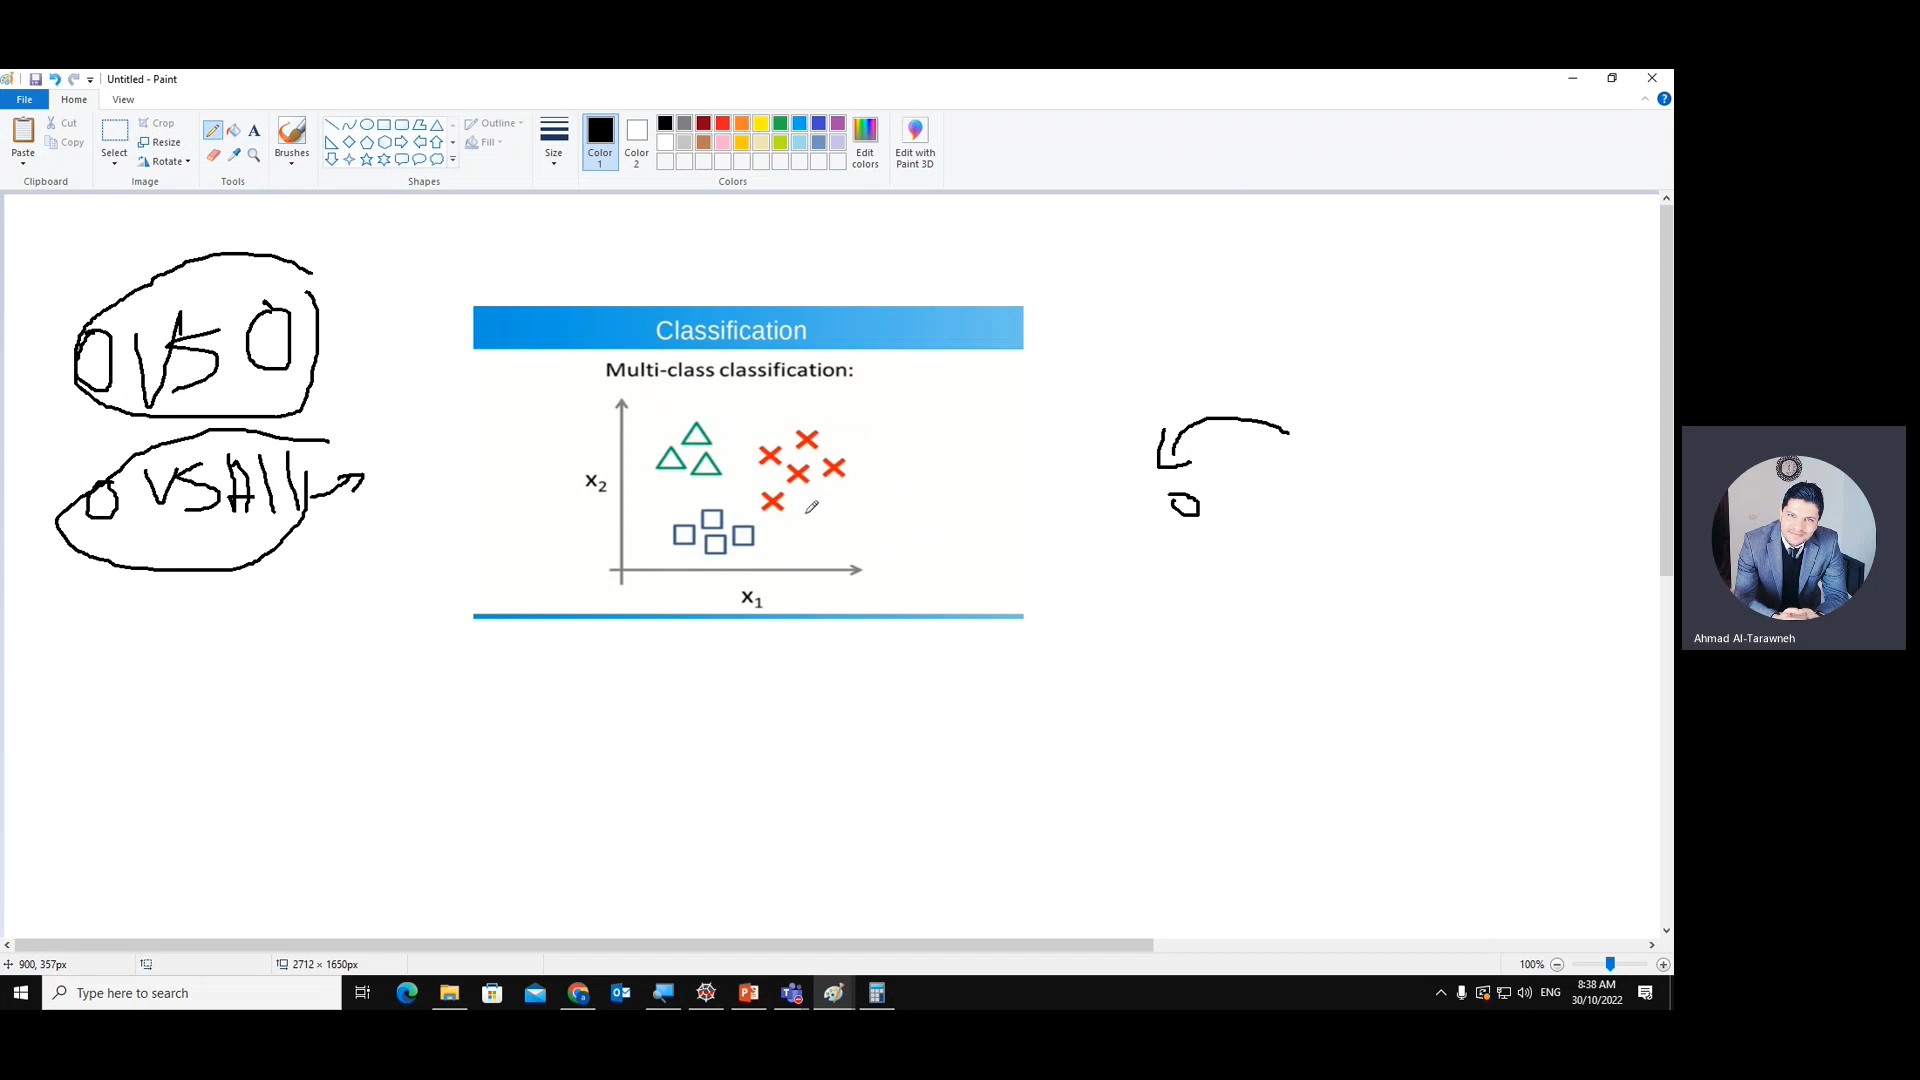 Untitled - Paint
File Home View
Paste Cut Copy Clipboard
Select Crop Resize Rotate Image
Tools
Brushes
Outline Fill Shapes
Size
Color 1 Color 2 Colors
Edit colors
Edit with Paint 3D
O VS O
O VS All
Classification
Multi-class classification:
x₂
x₁
Ahmad Al-Tarawneh
900, 357px 2712 × 1650px 100%
Type here to search ENG 8:38 AM
30/10/2022